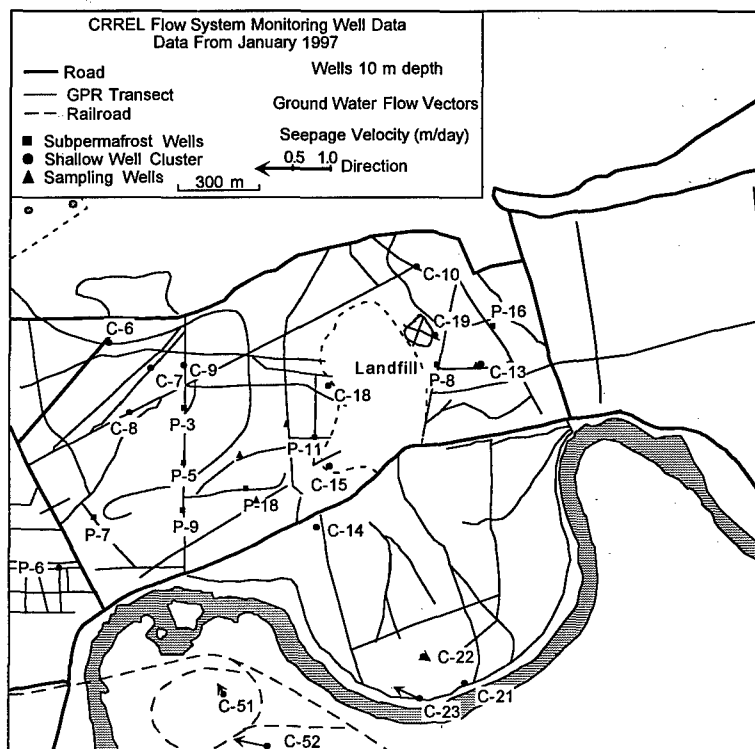 CRREL Flow System Monitoring Well Data
Data From January 1997
Road
Wells 10 m depth
GPR Transect
Ground Water Flow Vectors
Railroad
Seepage Velocity (m/day)
Subpermafrost Wells
0.5 1.0
Shallow Well Cluster
Direction
Sampling Wells
300 m
C-10
C-6
C-19
P-16
C-9
Landfill
C-7
P-8
C-13
C-18
P-3
C-8
P-11
P-5
C-15
P-18
P-9
P-7
C-14
P-6
C-22
C-21
C-51
C-23
C-52